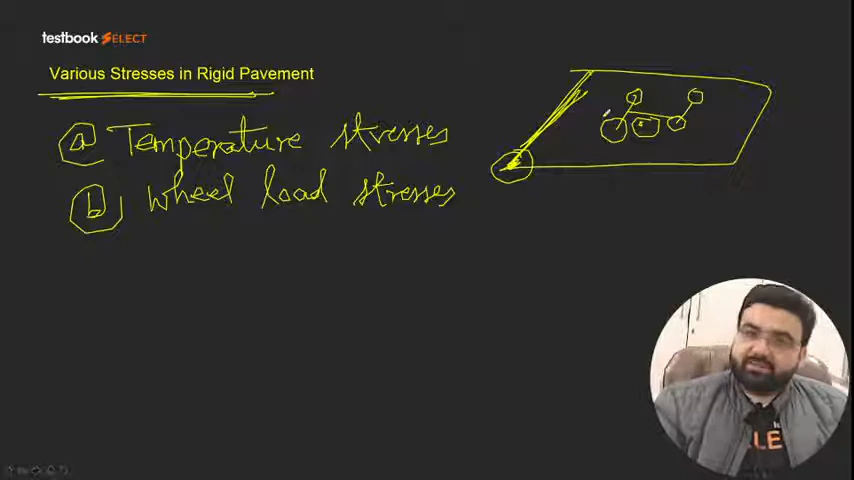 testbook SELECT
Various Stresses in Rigid Pavement
a Temperature stresses
b wheel load stresses